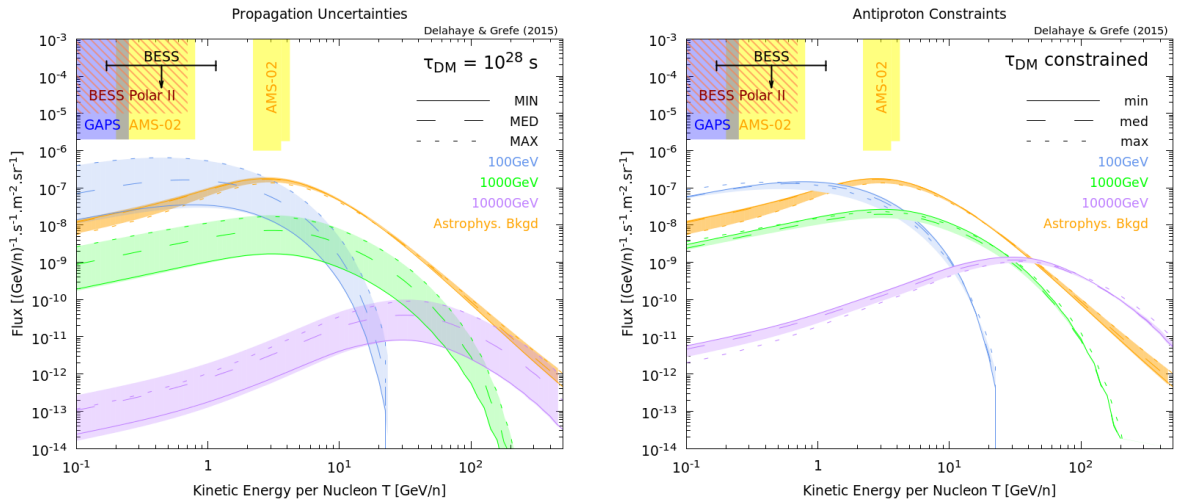 Propagation Uncertainties
Delahaye & Grefe (2015)
10^-3
10^-4
10^-5
10^-6
10^-7
10^-8
10^-9
10^-10
10^-11
10^-12
10^-13
10^-14
Flux [(GeV/n)^-1.s^-1.m^-2.sr^-1]
BESS
BESS Polar II
GAPS
AMS-02
AMS-02
τDM = 10^28 s
MIN
MED
MAX
100GeV
1000GeV
10000GeV
Astrophys. Bkgd
10^-1
1
10^1
10^2
Kinetic Energy per Nucleon T [GeV/n]
Antiproton Constraints
Delahaye & Grefe (2015)
10^-3
10^-4
10^-5
10^-6
10^-7
10^-8
10^-9
10^-10
10^-11
10^-12
10^-13
10^-14
Flux [(GeV/n)^-1.s^-1.m^-2.sr^-1]
BESS
BESS Polar II
GAPS
AMS-02
AMS-02
τDM constrained
min
med
max
100GeV
1000GeV
10000GeV
Astrophys. Bkgd
10^-1
1
10^1
10^2
Kinetic Energy per Nucleon T [GeV/n]